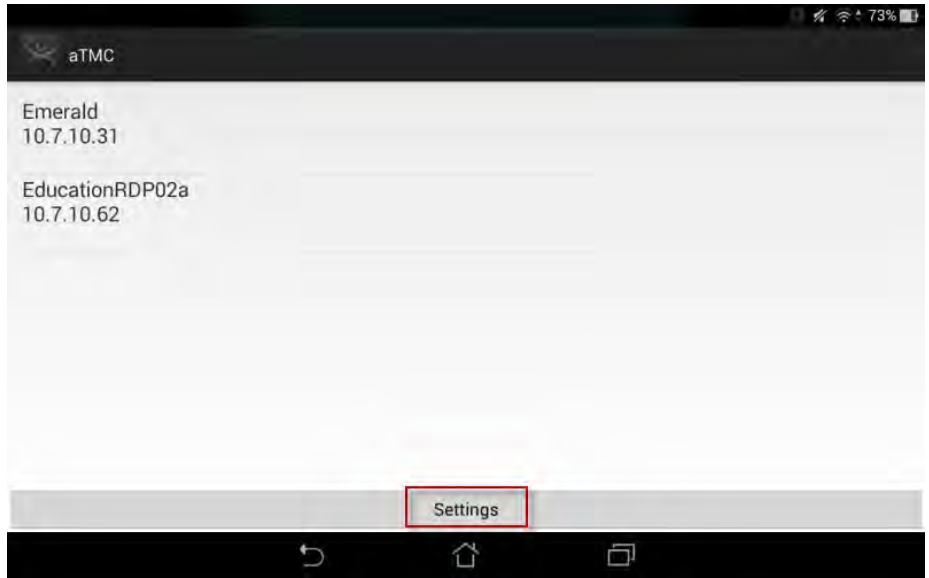 73%
aTMC
Emerald
10.7.10.31
EducationRDP02a
10.7.10.62
Settings